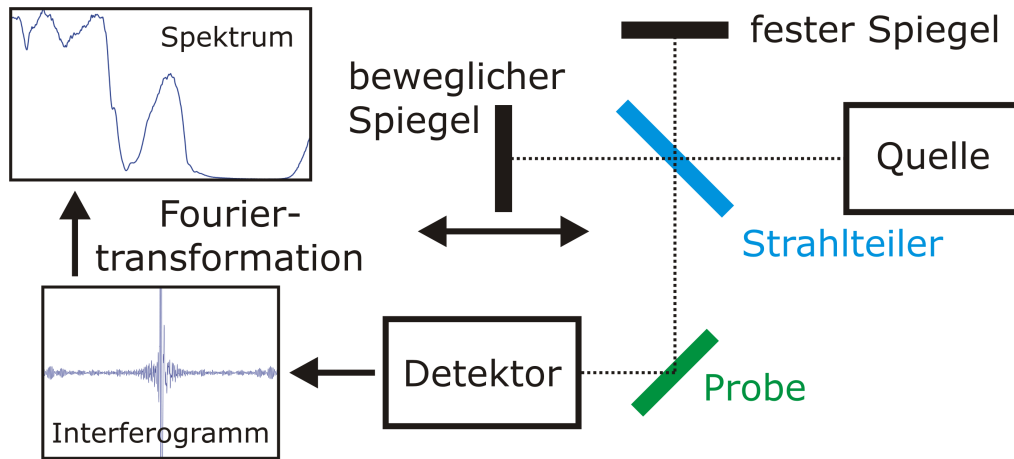 Spektrum
fester Spiegel
beweglicher
Spiegel
Quelle
Fourier-
transformation
Strahlteiler
Detektor
Probe
Interferogramm